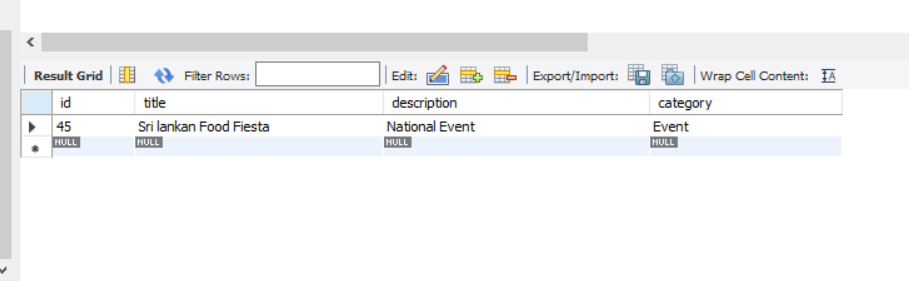 Result Grid Filter Rows: Edit: Export/Import: Wrap Cell Content: IA
id title description category
45 Sri lankan Food Fiesta National Event Event
NULL NULL NULL NULL